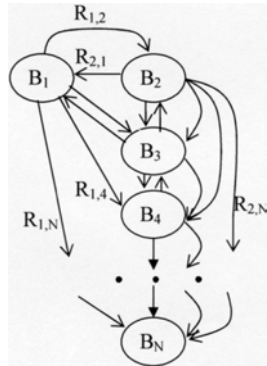 R1,2
B1
R2,1
B2
B3
R1,4
B4
R1,N
R2,N
. . .
BN